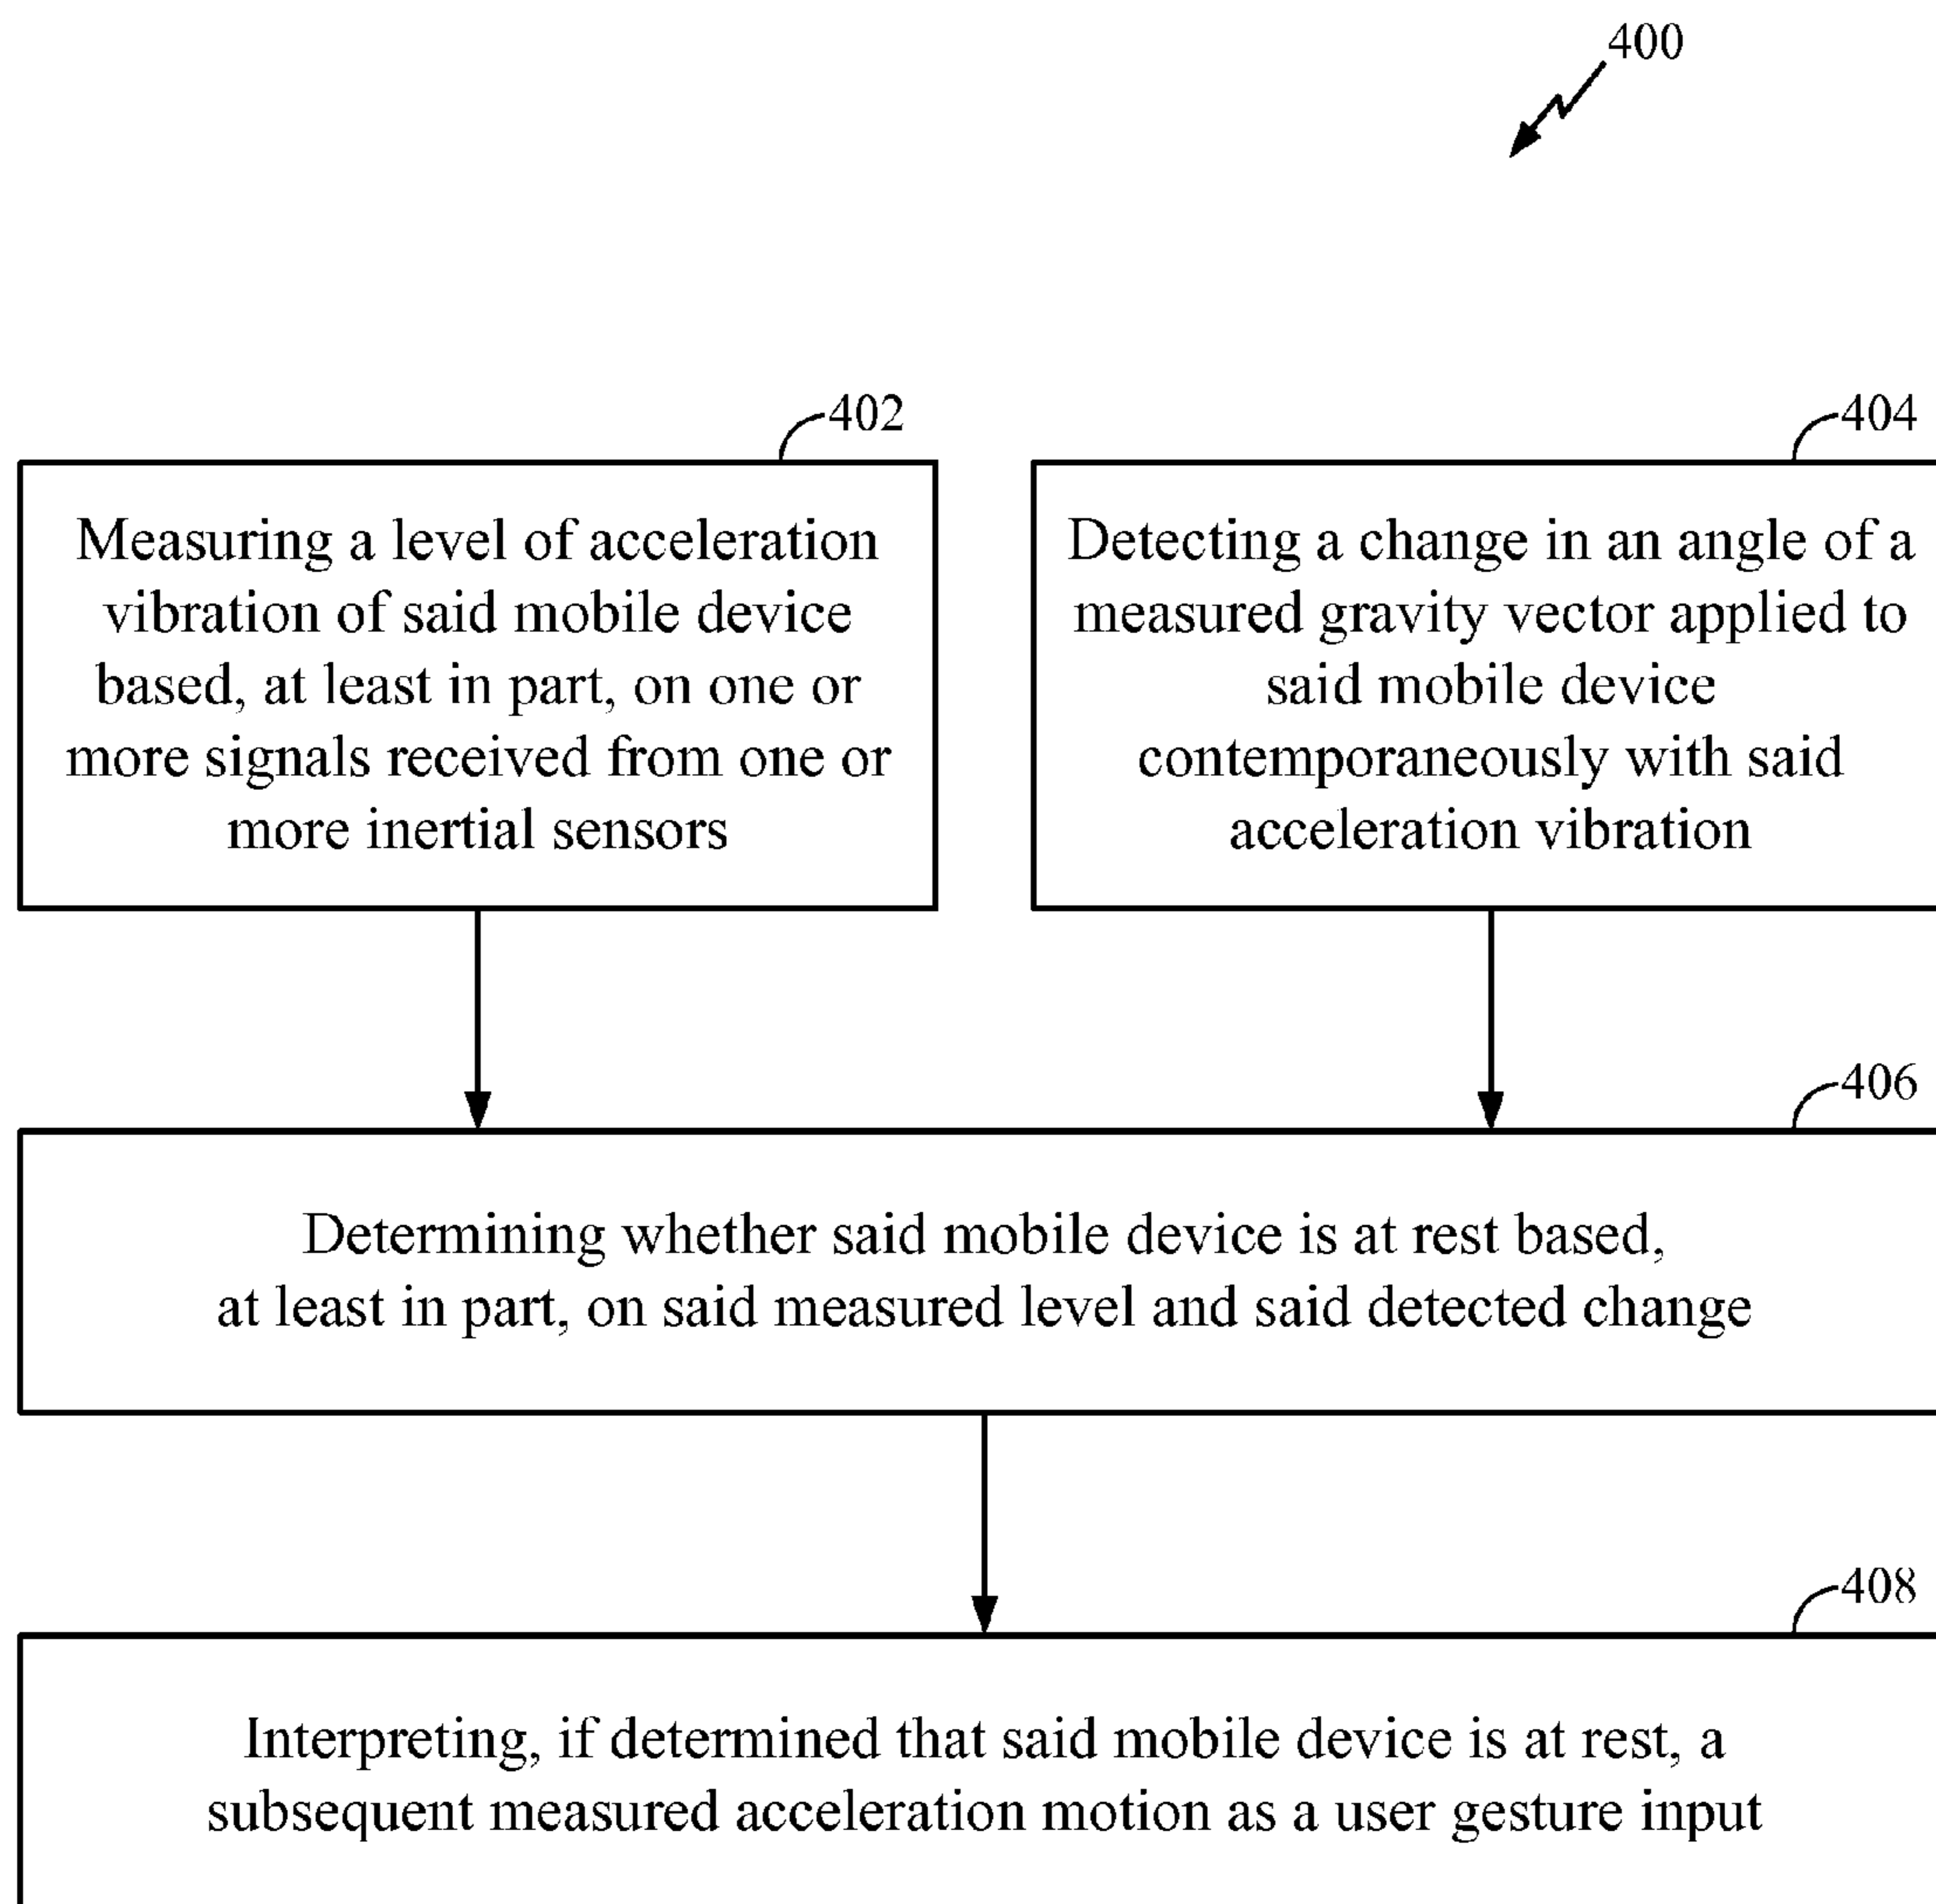 400
402
Measuring a level of acceleration
vibration of said mobile device
based, at least in part, on one or
more signals received from one or
more inertial sensors
404
Detecting a change in an angle of a
measured gravity vector applied to
said mobile device
contemporaneously with said
acceleration vibration
406
Determining whether said mobile device is at rest based,
at least in part, on said measured level and said detected change
408
Interpreting, if determined that said mobile device is at rest, a
subsequent measured acceleration motion as a user gesture input